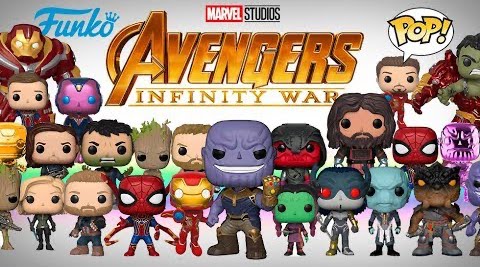 Funko
MARVEL STUDIOS
AVENGERS
INFINITY WAR
POP!